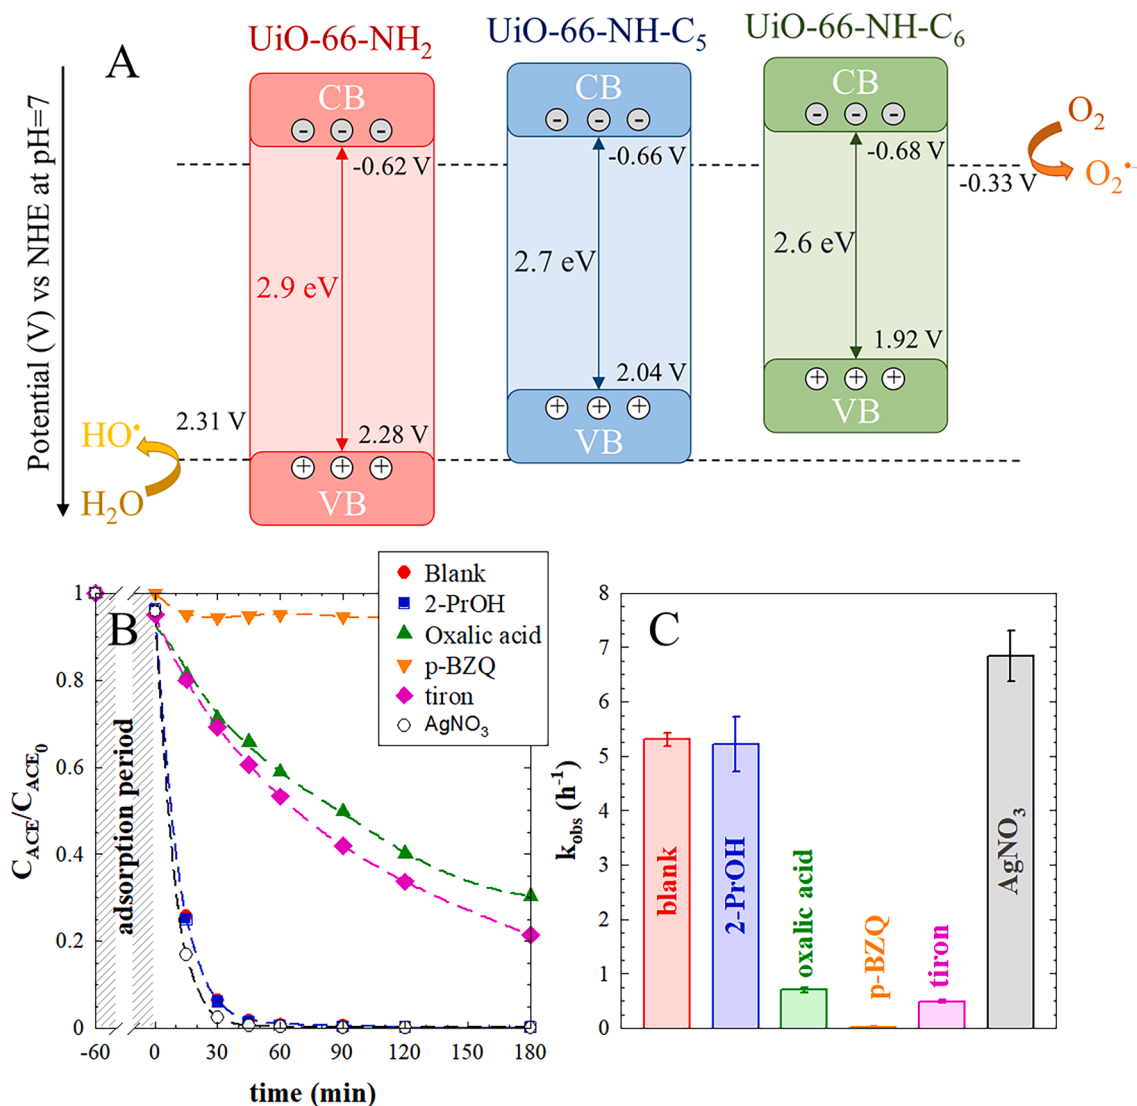 UiO-66-NH₂
UiO-66-NH-C₅
UiO-66-NH-C₆
A
Potential (V) vs NHE at pH=7
CB
CB
CB
- - -
- - -
- - -
O₂
O₂•-
-0.62 V
-0.66 V
-0.68 V
-0.33 V
2.9 eV
2.7 eV
2.6 eV
1.92 V
2.04 V
2.31 V
2.28 V
HO•
H₂O
+ + +
+ + +
+ + +
VB
VB
VB
B
Blank
2-PrOH
Oxalic acid
p-BZQ
tiron
AgNO₃
C_ACE/C_ACE₀
1
0.8
0.6
0.4
0.2
0
adsorption period
-60 0 30 60 90 120 150 180
time (min)
C
k_obs (h⁻¹)
8
7
6
5
4
3
2
1
0
blank
2-PrOH
oxalic acid
p-BZQ
tiron
AgNO₃